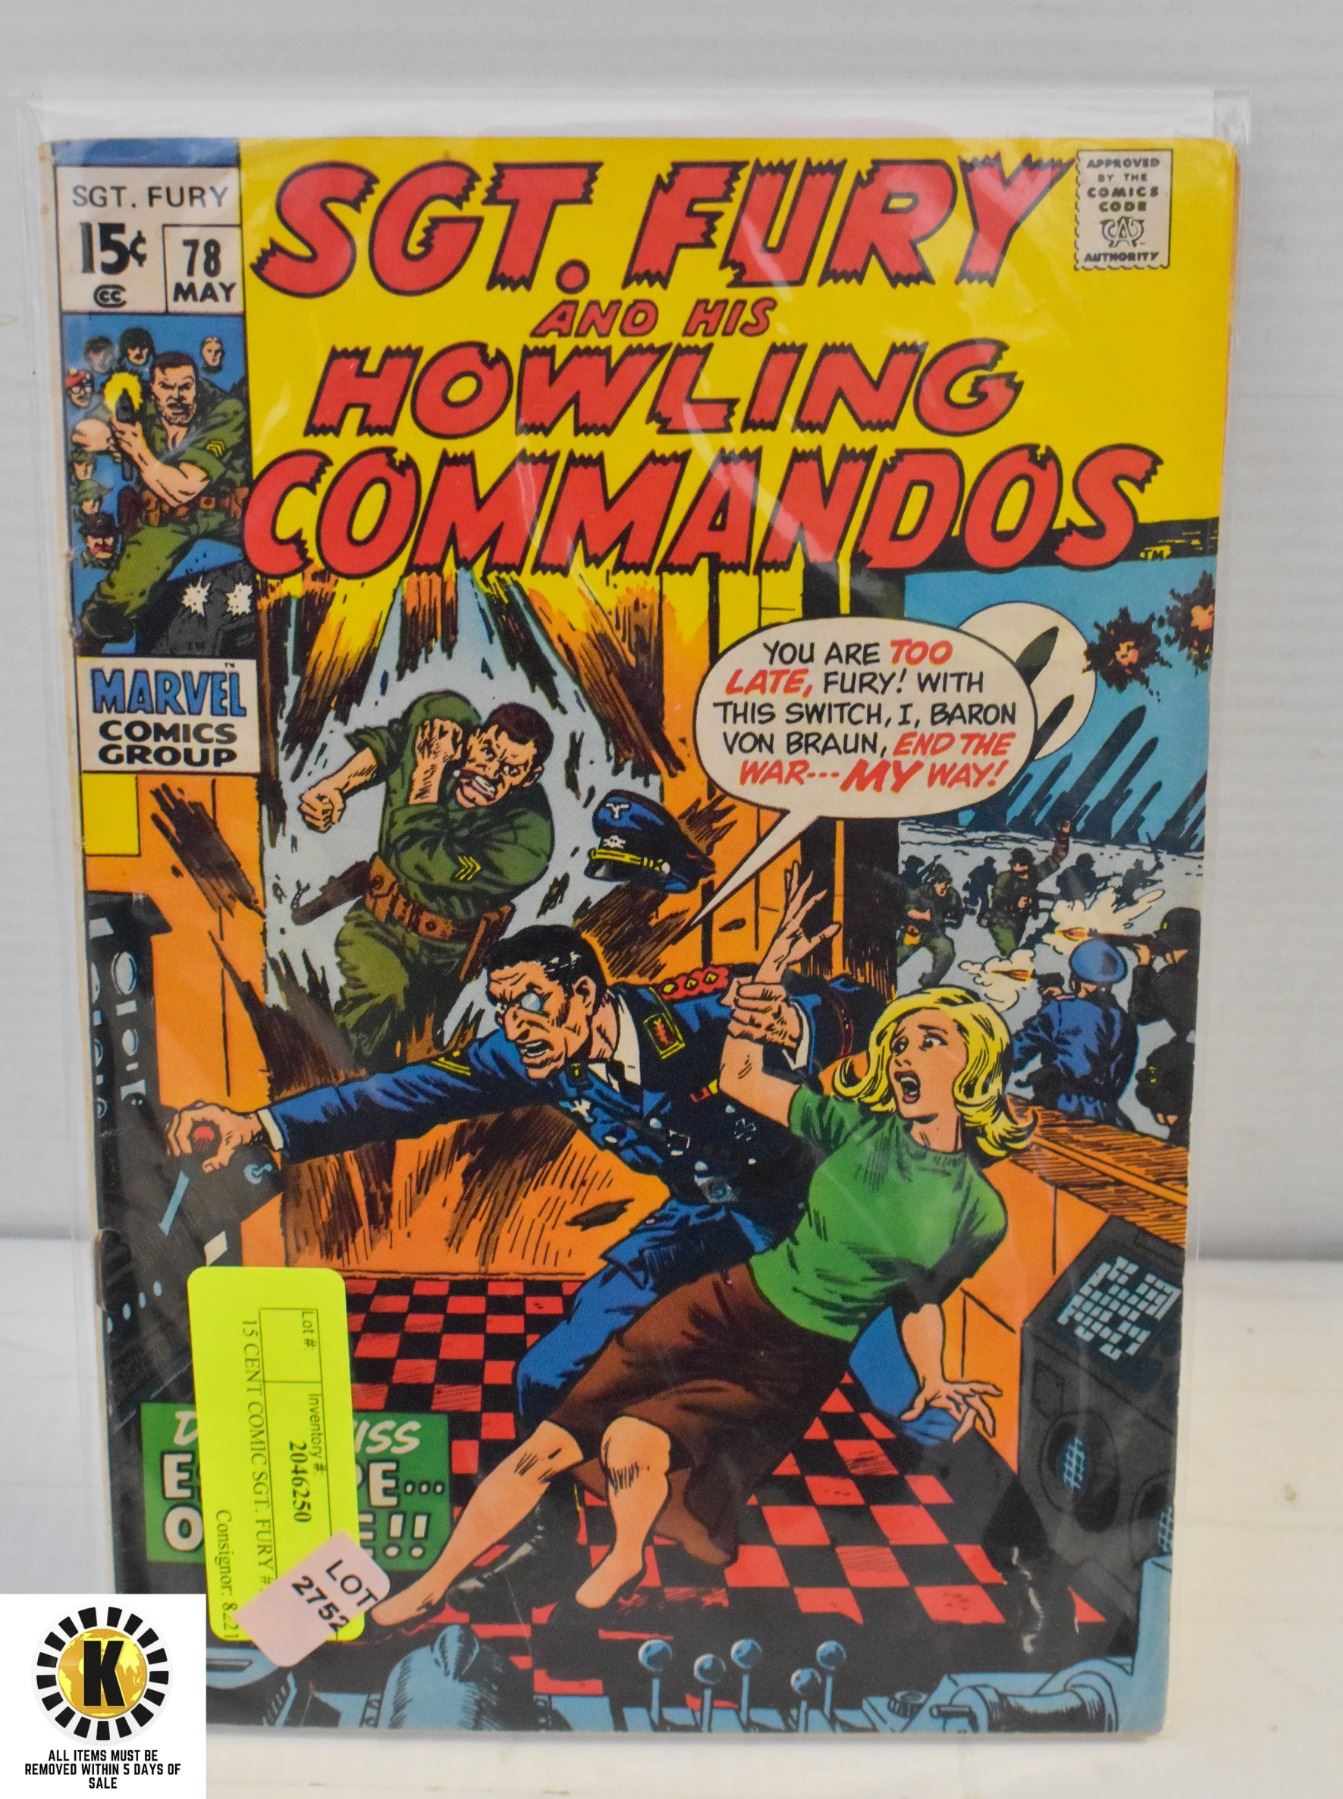 SGT. FURY
15¢
CC
78
MAY
SGT. FURY
AND HIS
HOWLING
COMMANDOS
TM
APPROVED
BY THE
COMICS
CODE
AUTHORITY
MARVEL
COMICS
GROUP
YOU ARE TOO
LATE, FURY! WITH
THIS SWITCH, I, BARON
VON BRAUN, END THE
WAR--- MY WAY!
Lot #:
Inventory #:
2046250
15 CENT COMIC SGT. FURY #
Consignor: 8221
LOT
2752
K
ALL ITEMS MUST BE
REMOVED WITHIN 5 DAYS OF
SALE